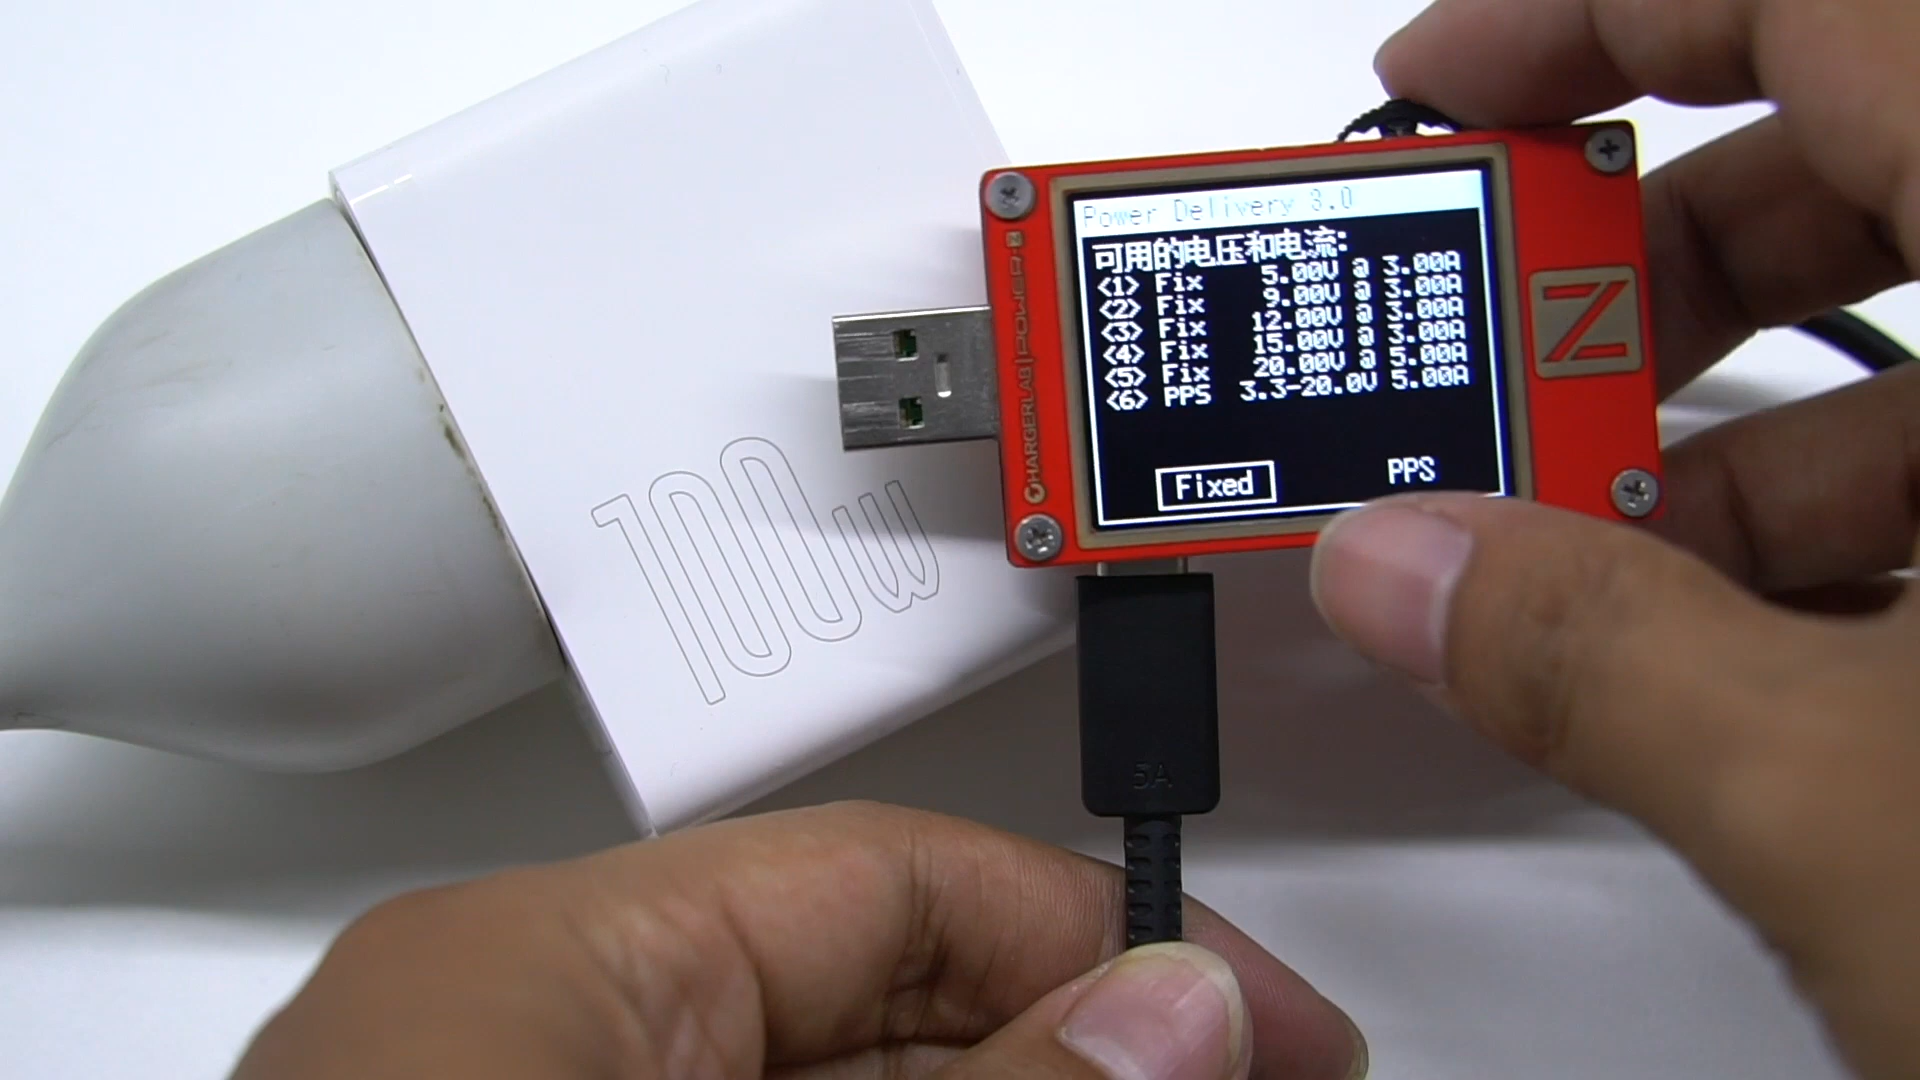 Power Delivery 3.0
可用的电压和电流:
<1> Fix 5.00V @ 3.00A
<2> Fix 9.00V @ 3.00A
<3> Fix 12.00V @ 3.00A
<4> Fix 15.00V @ 3.00A
<5> Fix 20.00V @ 5.00A
<6> PPS 3.3-20.0V 5.00A
Fixed PPS
CHARGERLAB | POWER-Z
Z
100W
5A